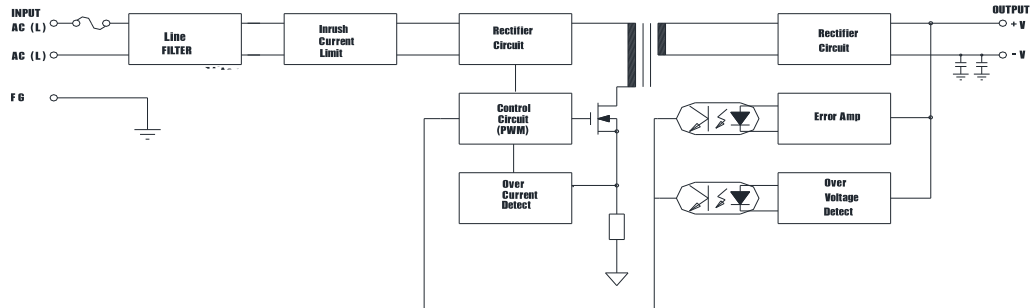 INPUT
AC (L)
AC (L)
F G
Line
FILTER
Inrush
Current
Limit
Rectifier
Circuit
Control
Circuit
(PWM)
Over
Current
Detect
Rectifier
Circuit
Error Amp
Over
Voltage
Detect
OUTPUT
+ V
- V